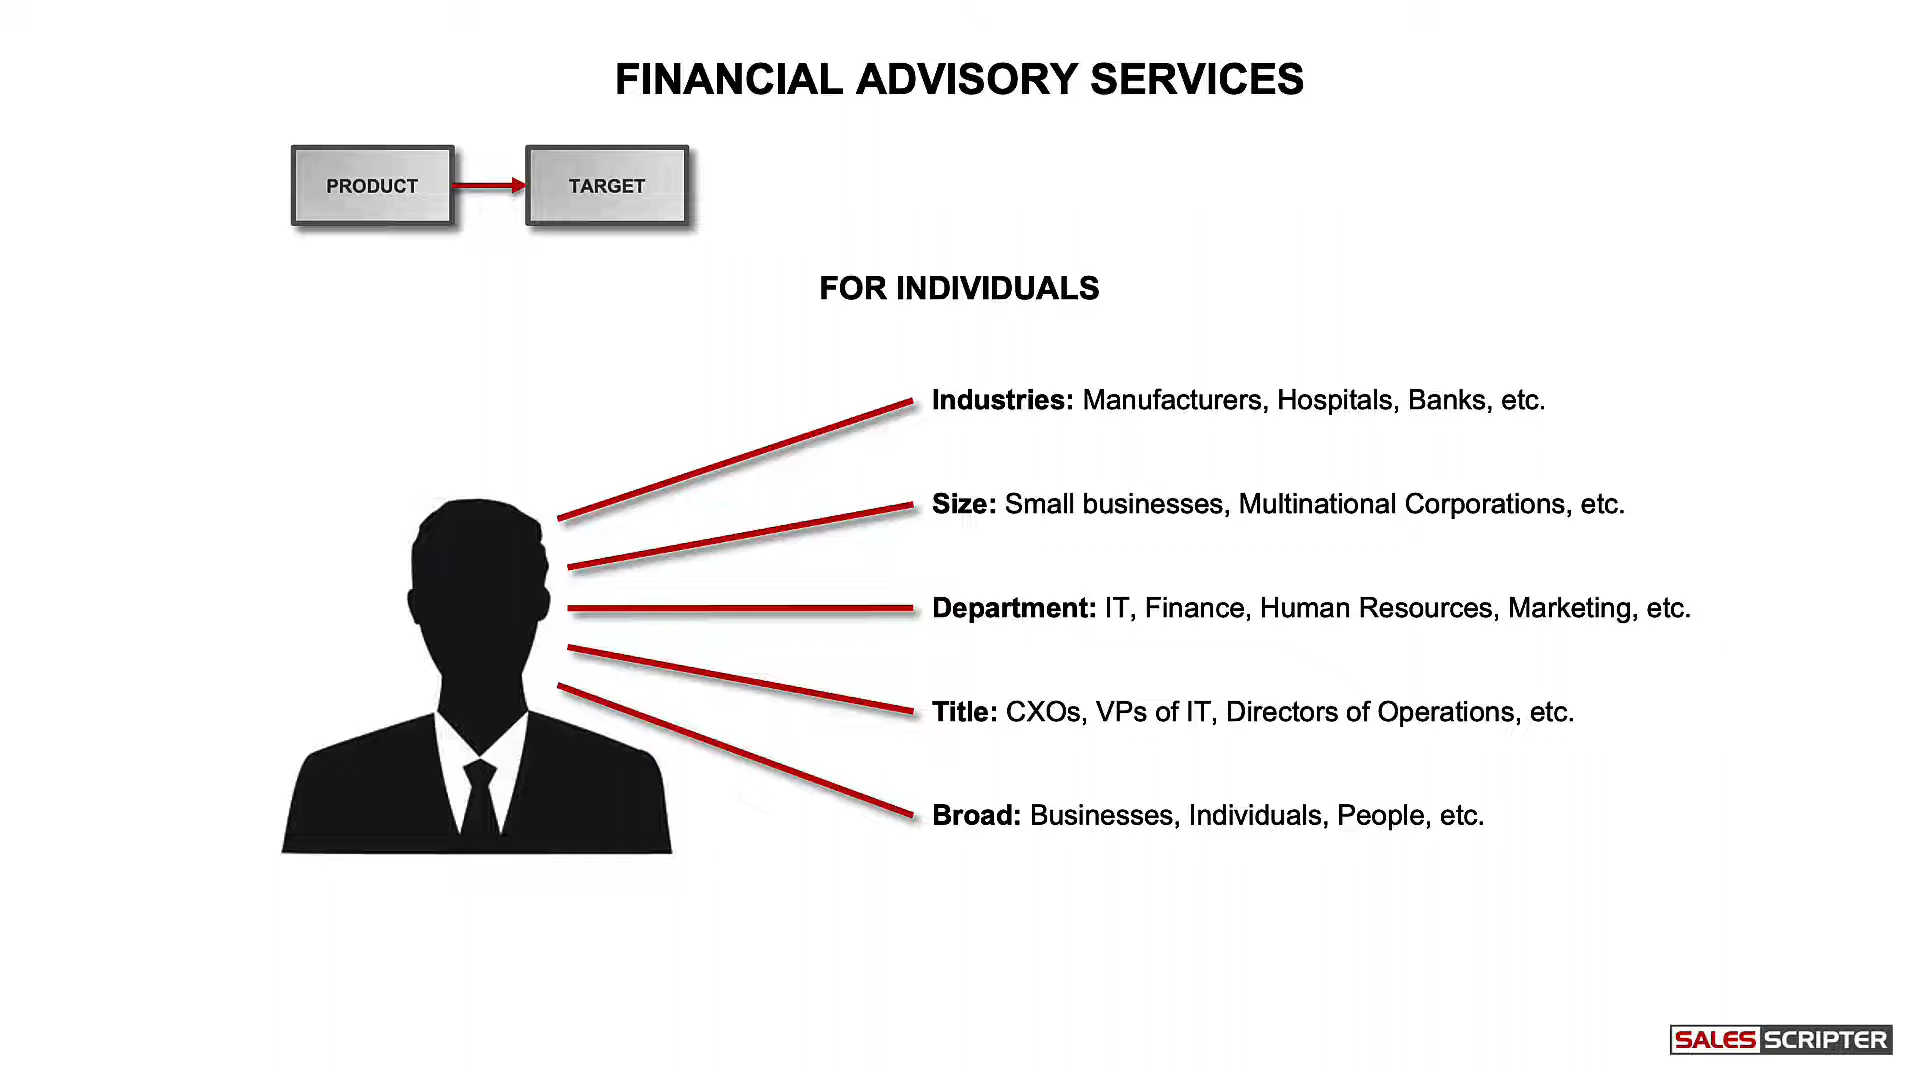 FINANCIAL ADVISORY SERVICES
PRODUCT
TARGET
FOR INDIVIDUALS
Industries: Manufacturers, Hospitals, Banks, etc.
Size: Small businesses, Multinational Corporations, etc.
Department: IT, Finance, Human Resources, Marketing, etc.
Title: CXOs, VPs of IT, Directors of Operations, etc.
Broad: Businesses, Individuals, People, etc.
SALES SCRIPTER